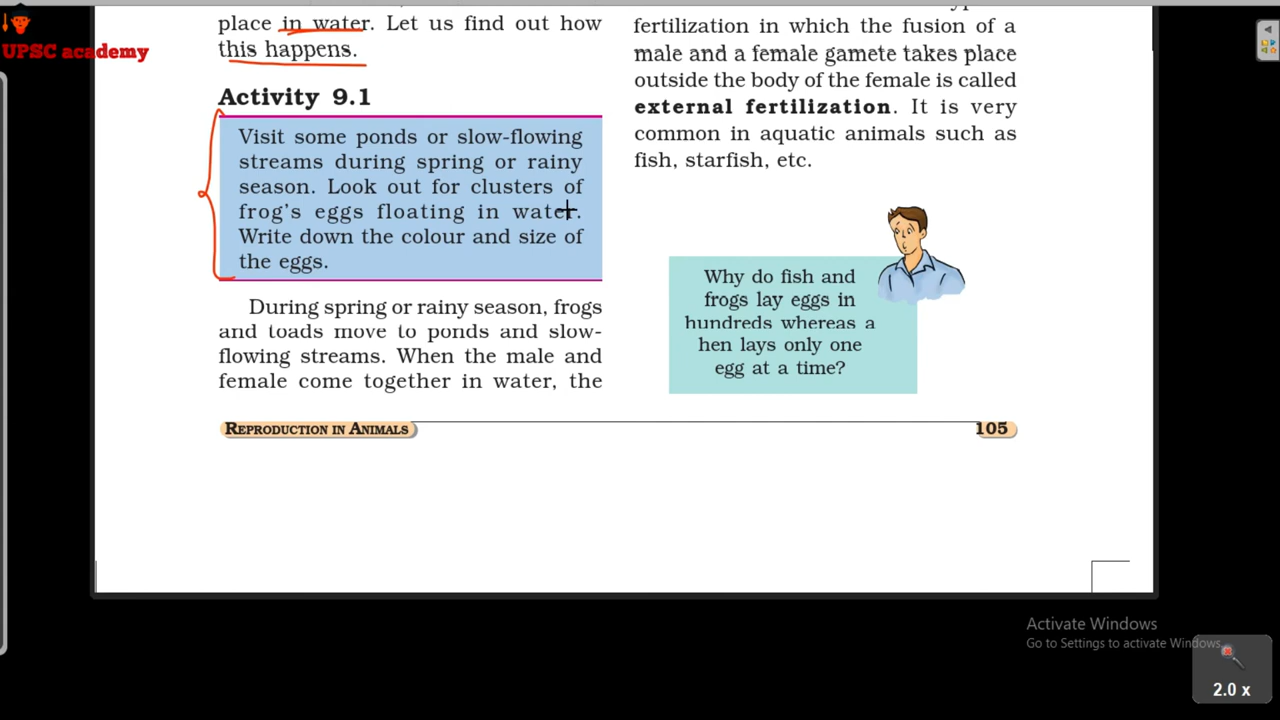 UPSC academy
place in water. Let us find out how
this happens.
Activity 9.1
Visit some ponds or slow-flowing
streams during spring or rainy
season. Look out for clusters of
frog's eggs floating in water.
Write down the colour and size of
the eggs.
During spring or rainy season, frogs
and toads move to ponds and slow-
flowing streams. When the male and
female come together in water, the
fertilization in which the fusion of a
male and a female gamete takes place
outside the body of the female is called
external fertilization. It is very
common in aquatic animals such as
fish, starfish, etc.
Why do fish and
frogs lay eggs in
hundreds whereas a
hen lays only one
egg at a time?
REPRODUCTION IN ANIMALS
105
Activate Windows
Go to Settings to activate Windows.
2.0 x